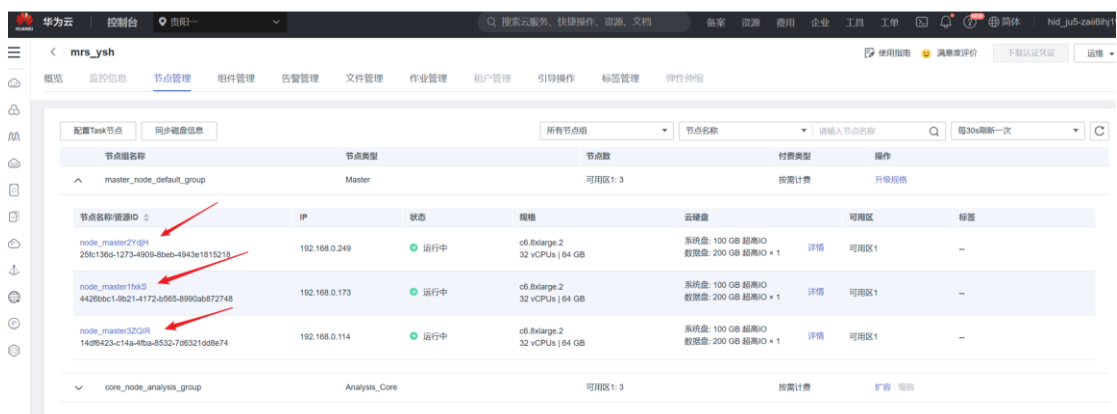 HUAWEI
华为云
控制台
贵阳一
搜索云服务、快捷操作、资源、文档
备案 资源 费用 企业 工具 工单
简体
mrs_ysh
使用指南 满意度评价 下载认证凭证 运维
概览 监控信息 节点管理 组件管理 告警管理 文件管理 作业管理 租户管理 引导操作 标签管理 弹性伸缩
配置Task节点 同步磁盘信息 所有节点组 节点名称 请输入节点名称 每30s刷新一次
节点组名称 节点类型 节点数 付费类型 操作
master_node_default_group Master 可用区1: 3 按需计费 升级规格
节点名称/资源ID IP 状态 规格 云硬盘 可用区 标签
node_master2YdjH
25fc136d-1273-4909-8beb-4943e1815218
192.168.0.249 运行中
c6.8xlarge.2
32 vCPUs | 64 GB
系统盘: 100 GB 超高IO
数据盘: 200 GB 超高IO × 1
详情 可用区1 --
node_master1fxkS
4426bbc1-9b21-4172-b565-8990ab872748
192.168.0.173 运行中
c6.8xlarge.2
32 vCPUs | 64 GB
系统盘: 100 GB 超高IO
数据盘: 200 GB 超高IO × 1
详情 可用区1 --
node_master3ZQIR
14df6423-c14a-4fba-8532-7d6321dd8e74
192.168.0.114 运行中
c6.8xlarge.2
32 vCPUs | 64 GB
系统盘: 100 GB 超高IO
数据盘: 200 GB 超高IO × 1
详情 可用区1 --
core_node_analysis_group Analysis_Core 可用区1: 3 按需计费 扩容 缩容